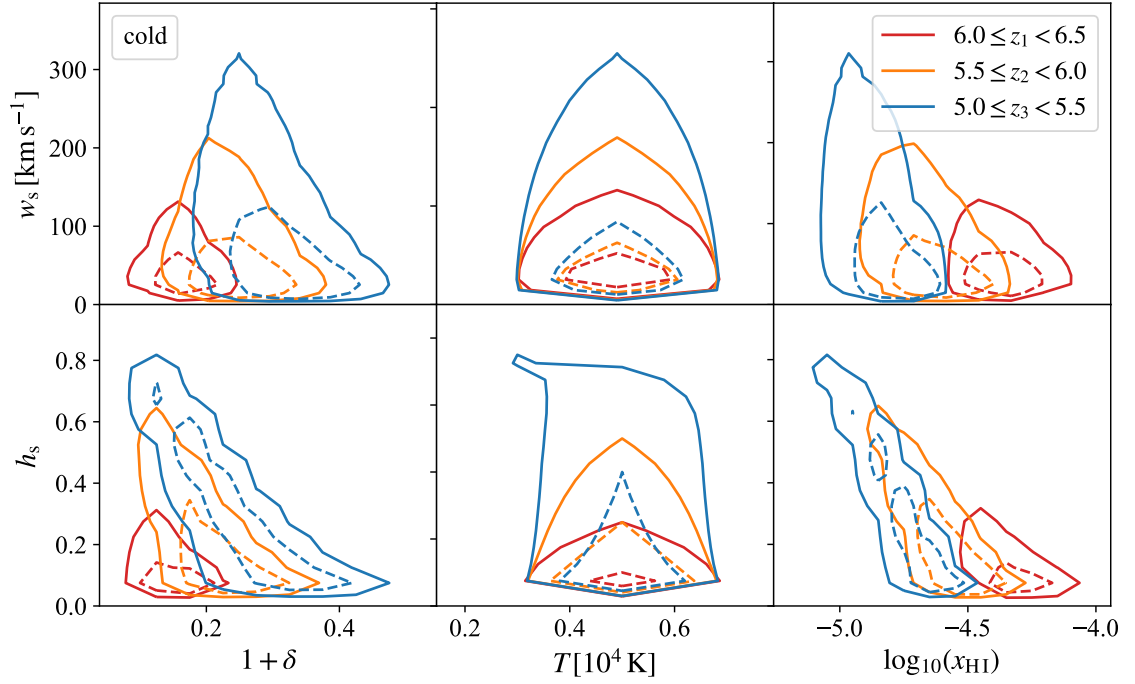 cold
6.0 ≤ z₁ < 6.5
5.5 ≤ z₂ < 6.0
5.0 ≤ z₃ < 5.5
wₛ [km s⁻¹]
300
200
100
0
hₛ
0.8
0.6
0.4
0.2
0.0
0.2 0.4
0.2 0.4 0.6
−5.0 −4.5 −4.0
1 + δ
T [10⁴ K]
log₁₀(x_HI)